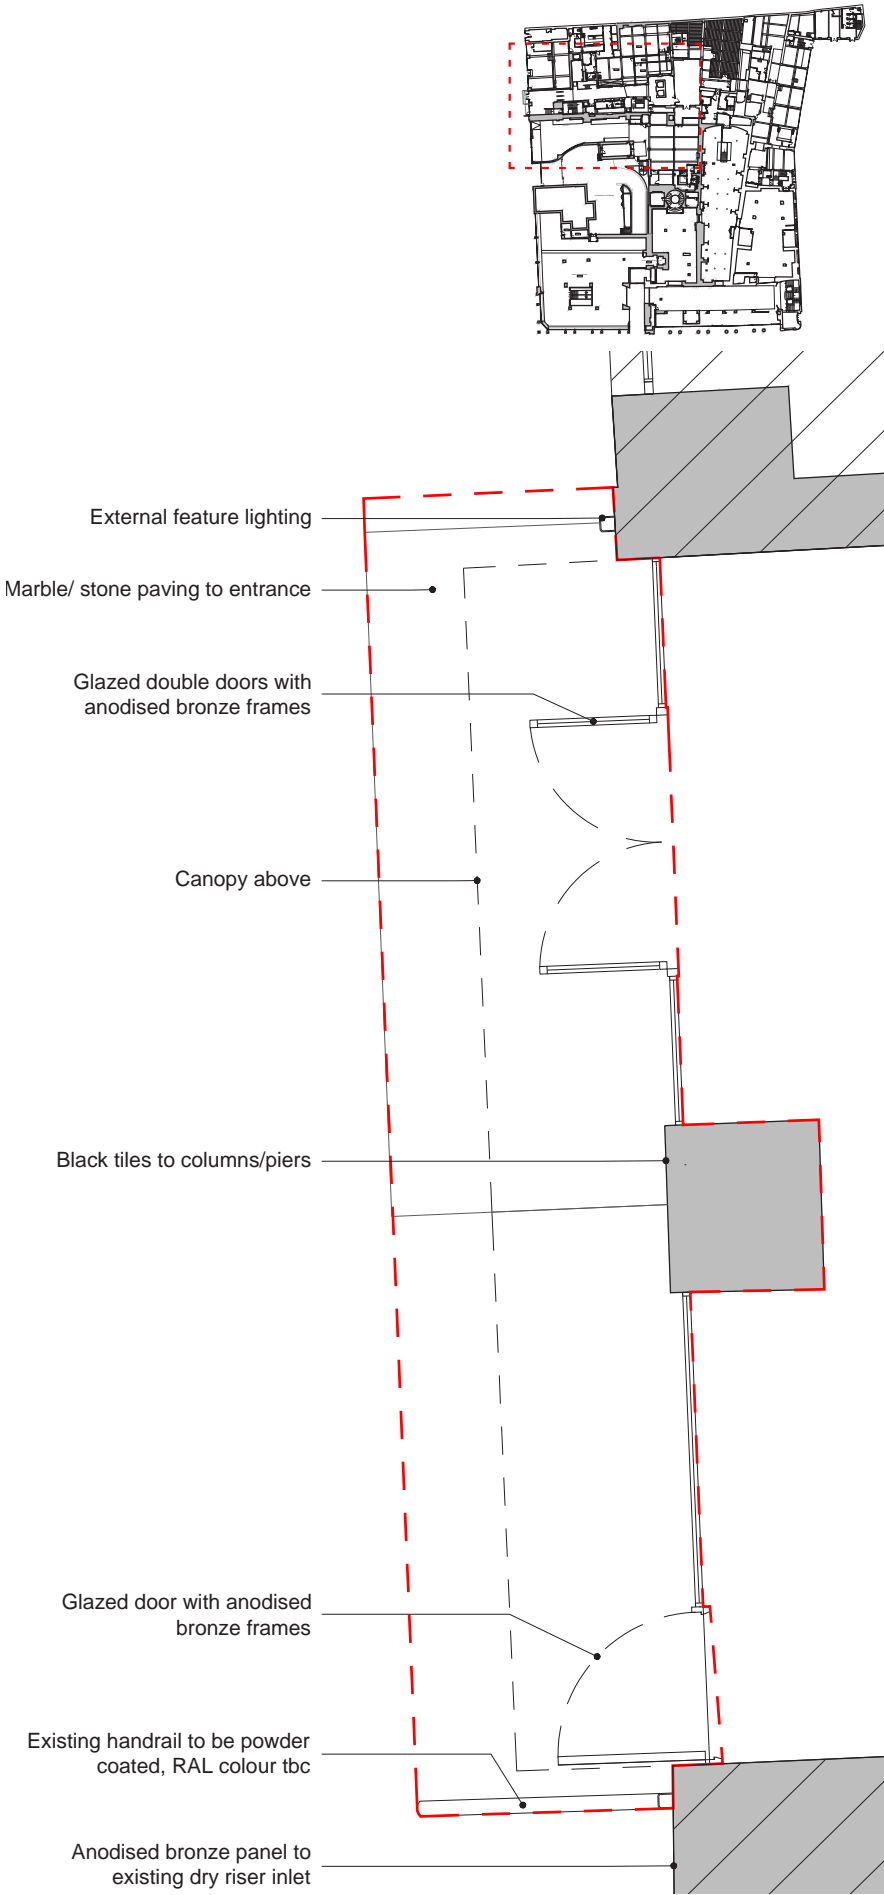 External feature lighting
Marble/ stone paving to entrance
Glazed double doors with
anodised bronze frames
Canopy above
Black tiles to columns/piers
Glazed door with anodised
bronze frames
Existing handrail to be powder
coated, RAL colour tbc
Anodised bronze panel to
existing dry riser inlet